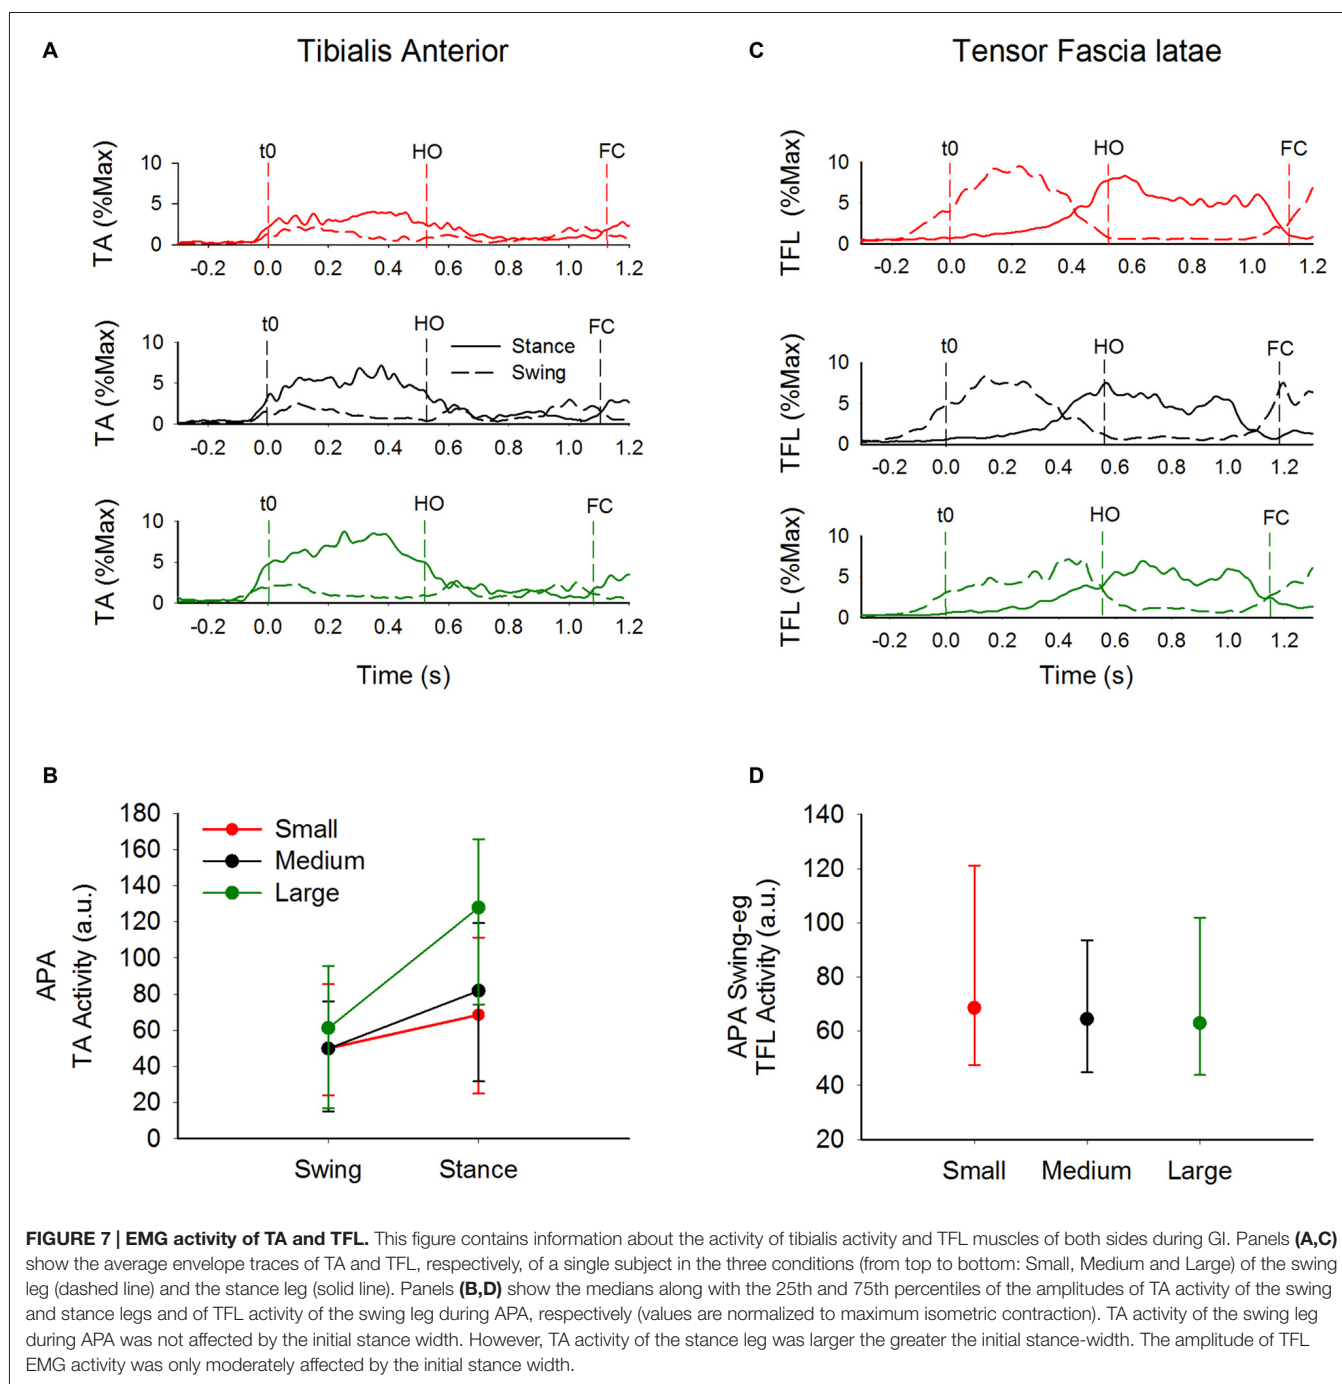 A
Tibialis Anterior
t0 HO FC
TA (%Max)
10
5
0
-0.2 0.0 0.2 0.4 0.6 0.8 1.0 1.2
t0 HO FC
Stance
Swing
TA (%Max)
10
5
0
-0.2 0.0 0.2 0.4 0.6 0.8 1.0 1.2
t0 HO FC
TA (%Max)
10
5
0
-0.2 0.0 0.2 0.4 0.6 0.8 1.0 1.2
Time (s)
C
Tensor Fascia latae
t0 HO FC
TFL (%Max)
10
5
0
-0.2 0.0 0.2 0.4 0.6 0.8 1.0 1.2
t0 HO FC
TFL (%Max)
10
5
0
-0.2 0.0 0.2 0.4 0.6 0.8 1.0 1.2
t0 HO FC
TFL (%Max)
10
5
0
-0.2 0.0 0.2 0.4 0.6 0.8 1.0 1.2
Time (s)
B
APA
TA Activity (a.u.)
180
160
140
120
100
80
60
40
20
0
Small
Medium
Large
Swing Stance
D
APA Swing-eg
TFL Activity (a.u.)
140
120
100
80
60
40
20
Small Medium Large
FIGURE 7 | EMG activity of TA and TFL. This figure contains information about the activity of tibialis activity and TFL muscles of both sides during GI. Panels (A,C)
show the average envelope traces of TA and TFL, respectively, of a single subject in the three conditions (from top to bottom: Small, Medium and Large) of the swing
leg (dashed line) and the stance leg (solid line). Panels (B,D) show the medians along with the 25th and 75th percentiles of the amplitudes of TA activity of the swing
and stance legs and of TFL activity of the swing leg during APA, respectively (values are normalized to maximum isometric contraction). TA activity of the swing leg
during APA was not affected by the initial stance width. However, TA activity of the stance leg was larger the greater the initial stance-width. The amplitude of TFL
EMG activity was only moderately affected by the initial stance width.